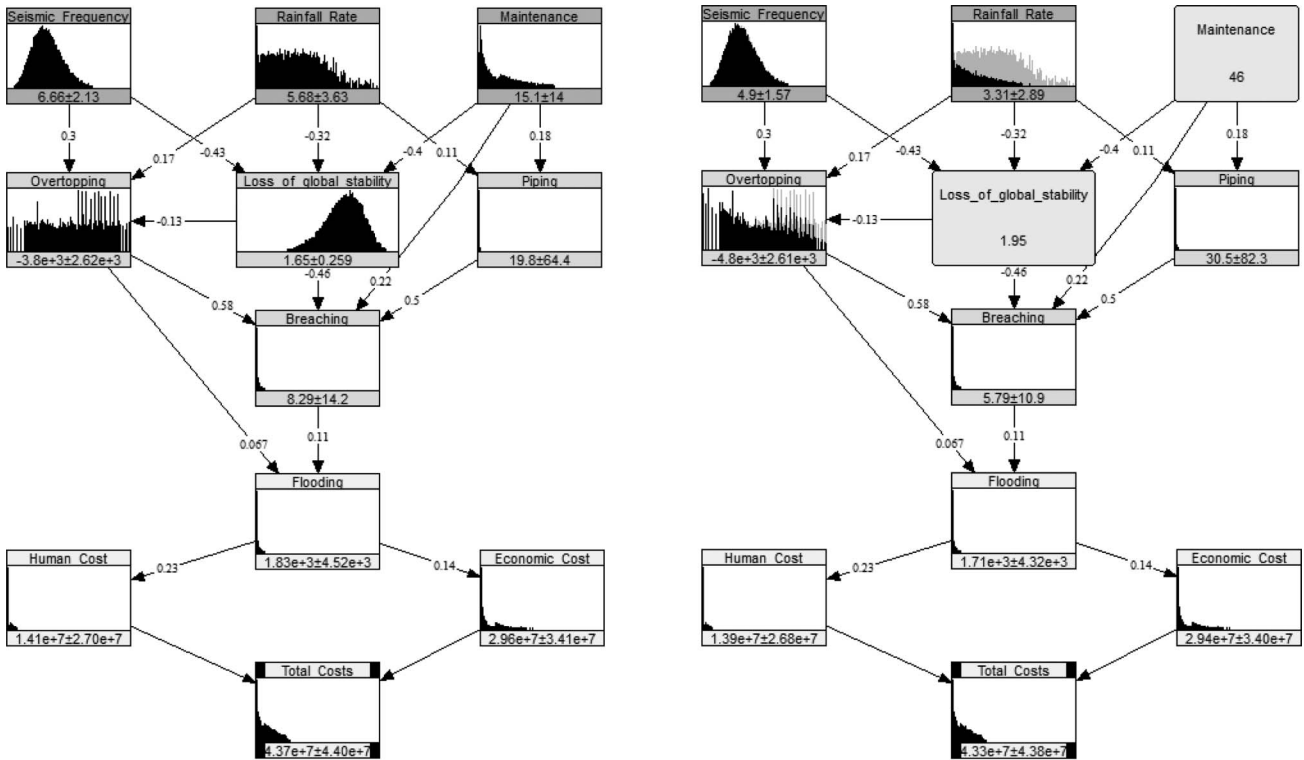 Seismic Frequency
Rainfall Rate
Maintenance
6.66±2.13
5.68±3.63
15.1±14
0.3
0.17
-0.43
-0.32
-0.4
0.11
0.18
Overtopping
Loss of global stability
Piping
-0.13
-3.8e+3±2.62e+3
1.65±0.259
19.8±64.4
0.58
-0.46
0.22
0.5
Breaching
8.29±14.2
0.067
0.11
Flooding
1.83e+3±4.52e+3
Human Cost
0.23
0.14
Economic Cost
1.41e+7±2.70e+7
2.96e+7±3.41e+7
Total Costs
4.37e+7±4.40e+7
Seismic Frequency
Rainfall Rate
Maintenance
46
4.9±1.57
3.31±2.89
0.3
0.17
-0.43
-0.32
-0.4
0.11
0.18
Overtopping
Loss_of_global_stability
1.95
Piping
-0.13
-4.8e+3±2.61e+3
30.5±82.3
0.58
-0.46
0.22
0.5
Breaching
5.79±10.9
0.067
0.11
Flooding
1.71e+3±4.32e+3
Human Cost
0.23
0.14
Economic Cost
1.39e+7±2.68e+7
2.94e+7±3.40e+7
Total Costs
4.33e+7±4.38e+7